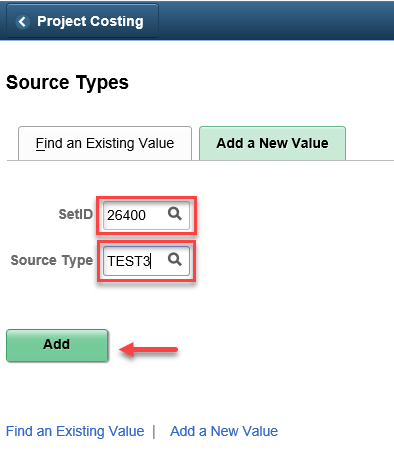 Project Costing
Source Types
Find an Existing Value
Add a New Value
SetID 26400
Source Type TEST3
Add
Find an Existing Value | Add a New Value